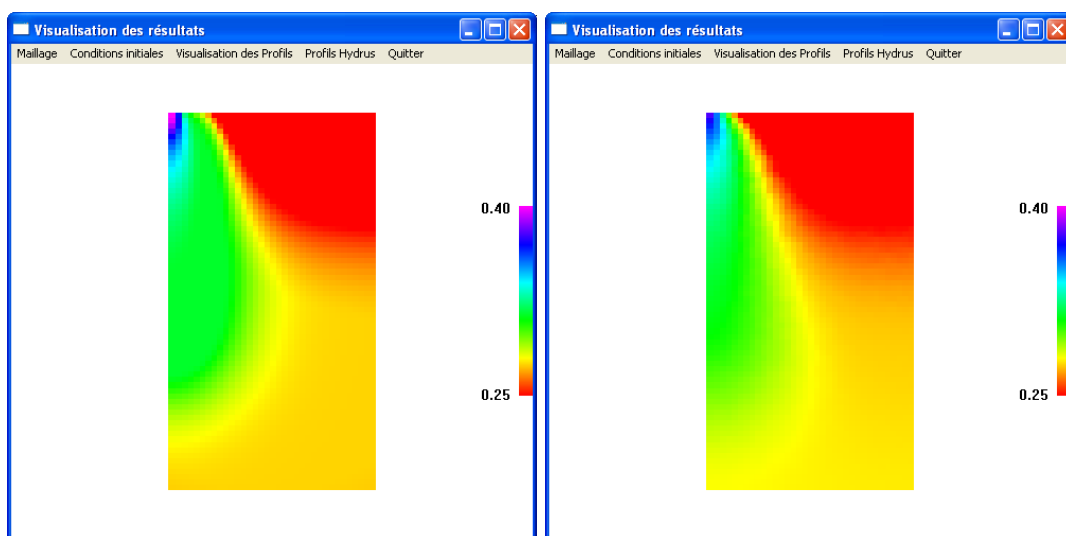 Visualisation des résultats
Maillage Conditions initiales Visualisation des Profils Profils Hydrus Quitter
0.40
0.25
Visualisation des résultats
Maillage Conditions initiales Visualisation des Profils Profils Hydrus Quitter
0.40
0.25